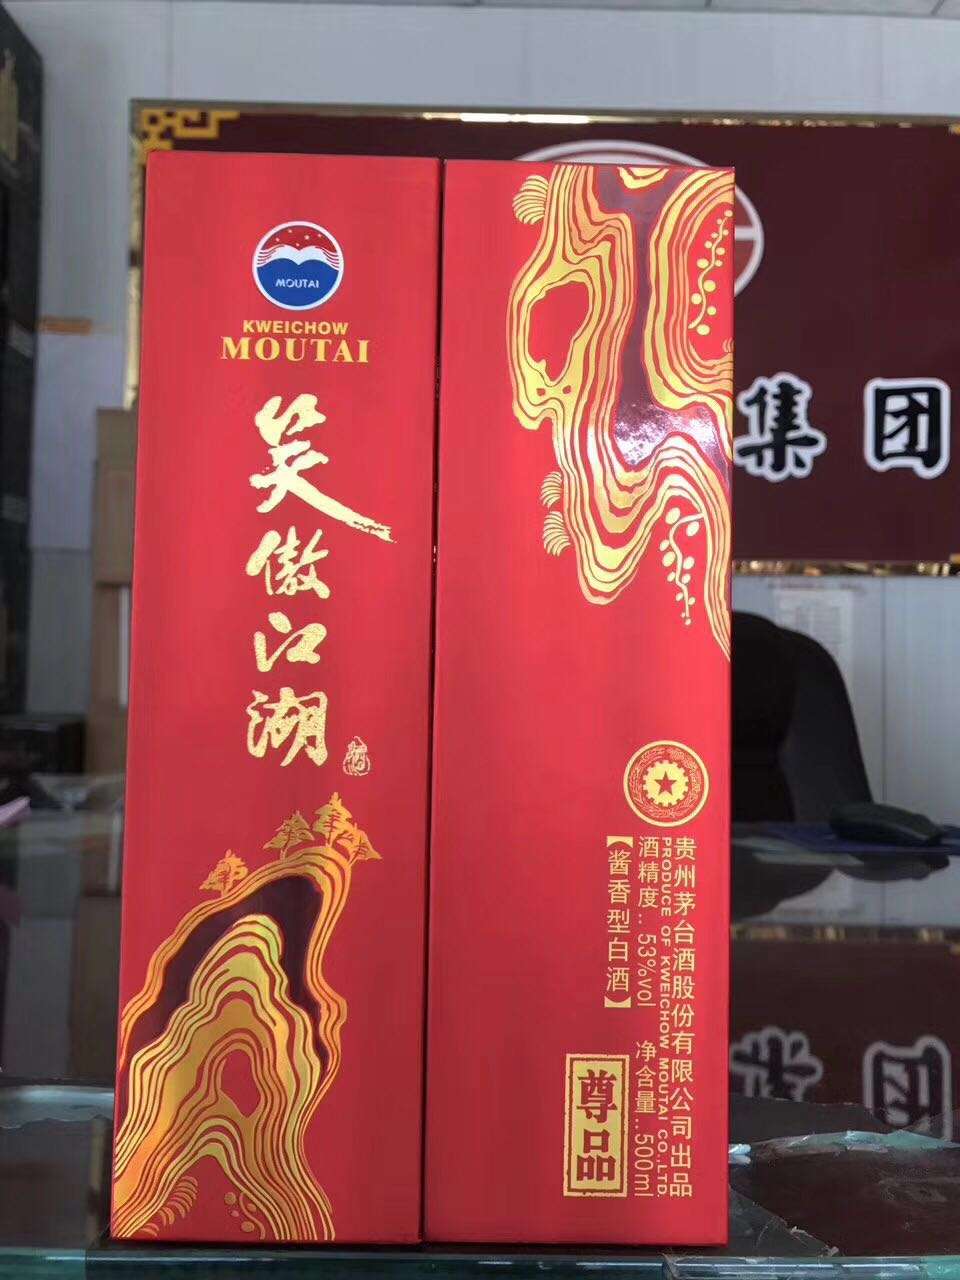 MOUTAI
KWEICHOW
MOUTAI
笑傲江湖
贵州茅台酒股份有限公司出品
PRODUCE OF KWEICHOW MOUTAI CO.,LTD.
酒精度..53%vol 净含量..500ml
【酱香型白酒】
尊品
集团